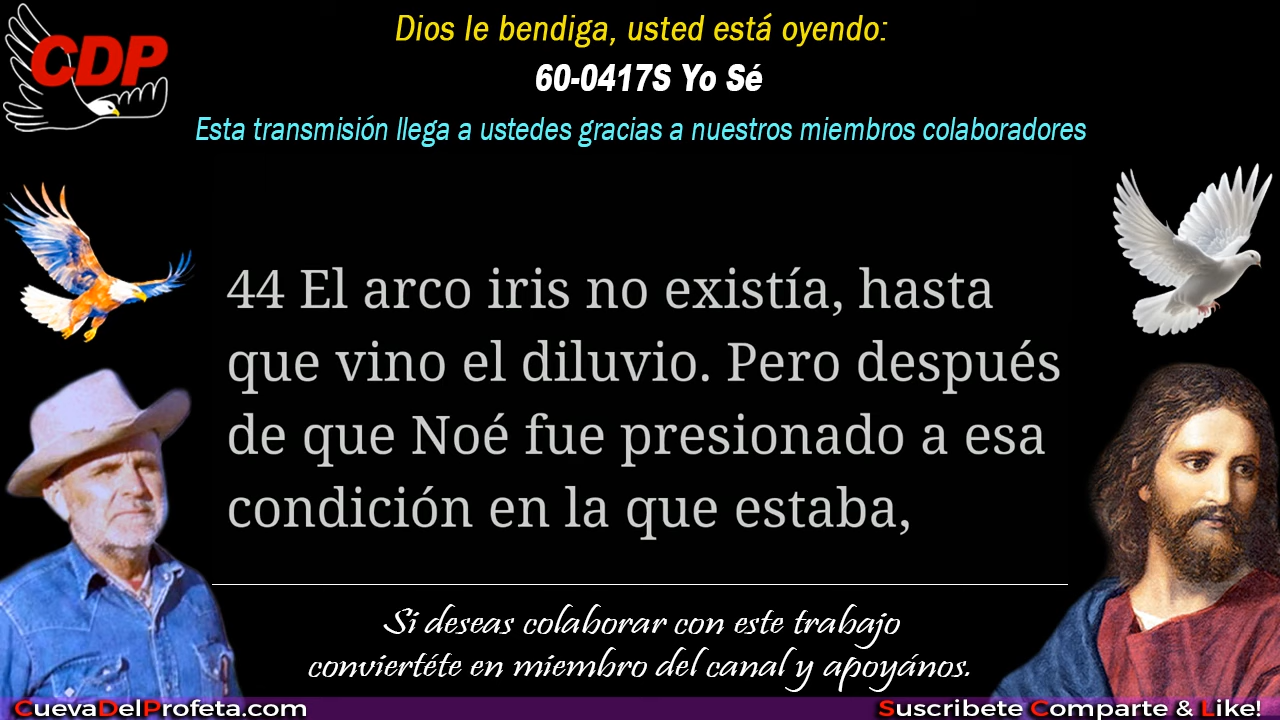 CDP
Dios le bendiga, usted está oyendo:
60-0417S Yo Sé
Esta transmisión llega a ustedes gracias a nuestros miembros colaboradores
44 El arco iris no existía, hasta
que vino el diluvio. Pero después
de que Noé fue presionado a esa
condición en la que estaba,
Si deseas colaborar con este trabajo
conviertéte en miembro del canal y apoyános.
CuevaDelProfeta.com
Suscribete Comparte & Like!